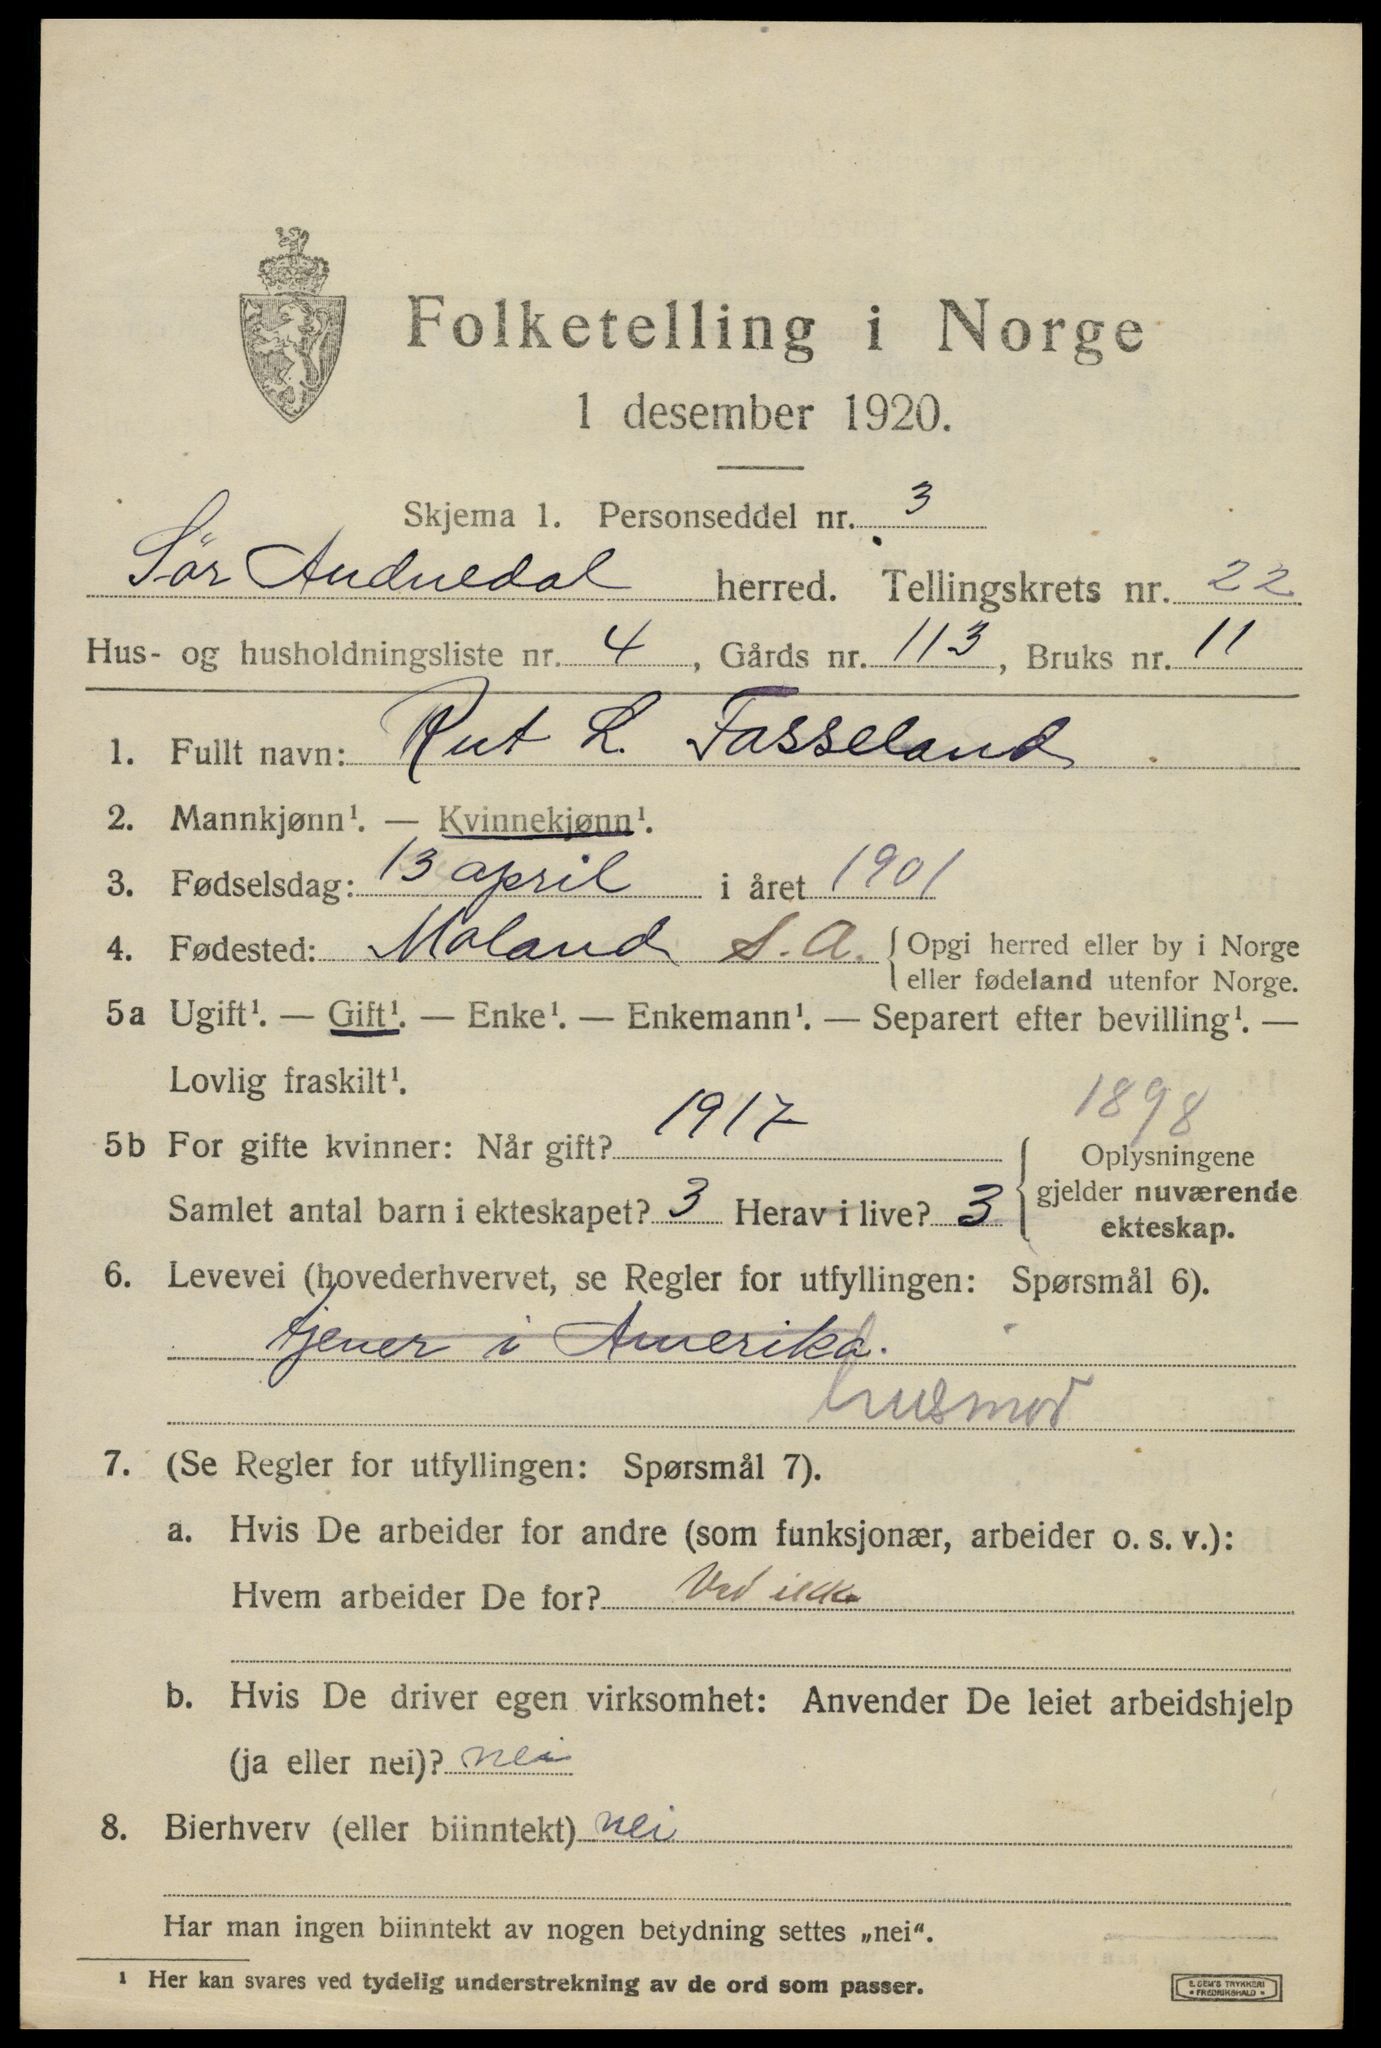 Folketelling i Norge
1 desember 1920.
Skjema 1. Personseddel nr. 3
Sör Audnedal herred. Tellingskrets nr. 22
Hus- og husholdningsliste nr. 4, Gårds nr. 113, Bruks nr. 11
1. Fullt navn: Rut L. Fasseland
2. Mannkjønn¹. — Kvinnekjønn¹.
3. Fødselsdag: 13 april i året 1901
4. Fødested: Moland S. A. {Opgi herred eller by i Norge
eller fødeland utenfor Norge.
5a Ugift¹. — Gift¹. — Enke¹. — Enkemann¹. — Separert efter bevilling¹. —
Lovlig fraskilt¹.
1898
5b For gifte kvinner: Når gift? 1917
Samlet antal barn i ekteskapet? 3 Herav i live? 3
{Oplysningene
gjelder nuværende
ekteskap.
6. Levevei (hovederhvervet, se Regler for utfyllingen: Spørsmål 6).
tjener i Amerika.
husmor
7. (Se Regler for utfyllingen: Spørsmål 7).
a. Hvis De arbeider for andre (som funksjonær, arbeider o. s. v.):
Hvem arbeider De for? Ved ikke
b. Hvis De driver egen virksomhet: Anvender De leiet arbeidshjelp
(ja eller nei)? nei
8. Bierhverv (eller biinntekt) nei
Har man ingen biinntekt av nogen betydning settes „nei“.
¹ Her kan svares ved tydelig understrekning av de ord som passer.
E. SEM'S TRYKKERI
• FREDRIKSHALD •